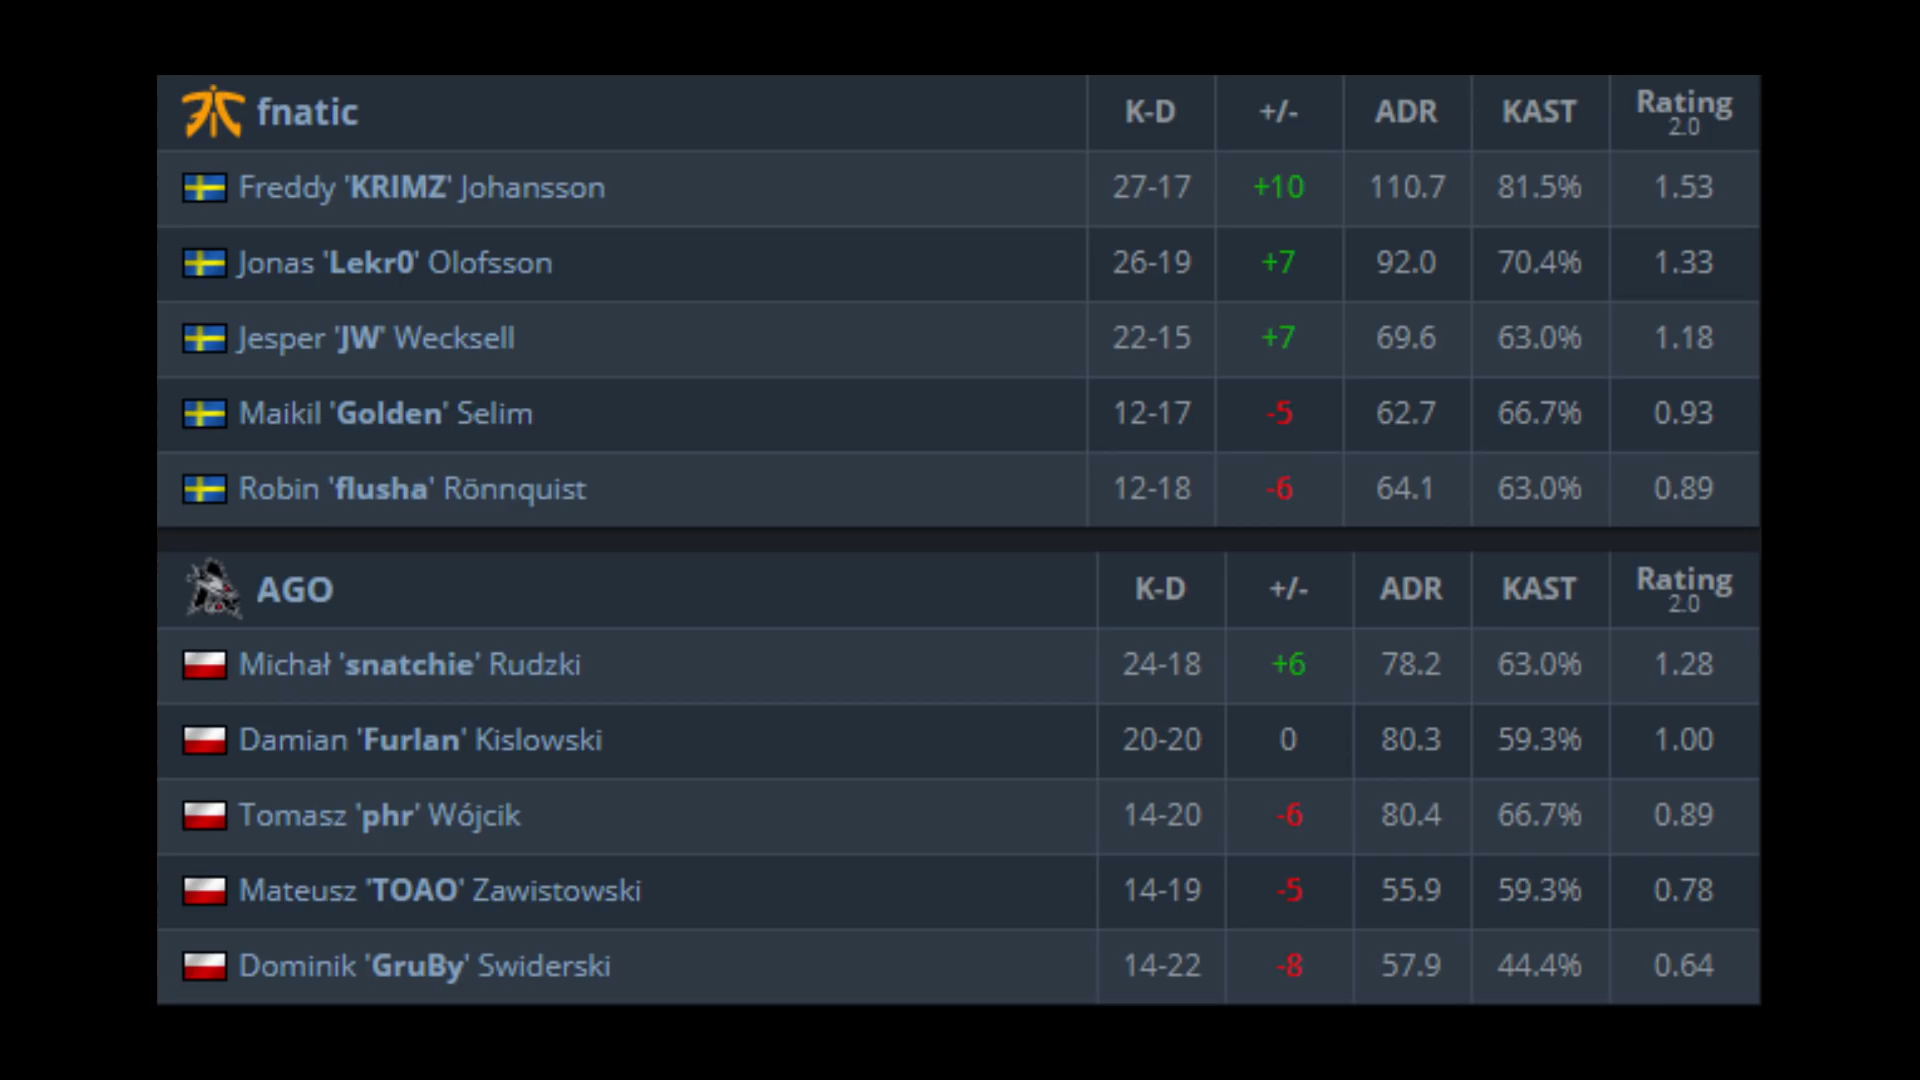 fnatic K-D +/- ADR KAST Rating 2.0
Freddy 'KRIMZ' Johansson 27-17 +10 110.7 81.5% 1.53
Jonas 'Lekr0' Olofsson 26-19 +7 92.0 70.4% 1.33
Jesper 'JW' Wecksell 22-15 +7 69.6 63.0% 1.18
Maikil 'Golden' Selim 12-17 -5 62.7 66.7% 0.93
Robin 'flusha' Rönnquist 12-18 -6 64.1 63.0% 0.89
AGO K-D +/- ADR KAST Rating 2.0
Michał 'snatchie' Rudzki 24-18 +6 78.2 63.0% 1.28
Damian 'Furlan' Kislowski 20-20 0 80.3 59.3% 1.00
Tomasz 'phr' Wójcik 14-20 -6 80.4 66.7% 0.89
Mateusz 'TOAO' Zawistowski 14-19 -5 55.9 59.3% 0.78
Dominik 'GruBy' Swiderski 14-22 -8 57.9 44.4% 0.64